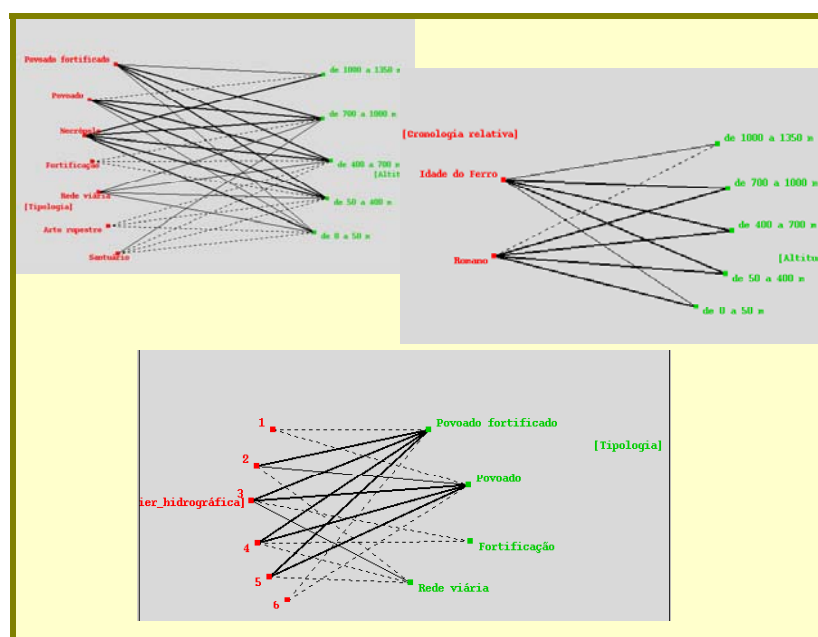 Povoado fortificado
Povoado
Necrópole
Fortificação
Rede viária
[Tipologia]
Arte rupestre
Santuário
de 1000 a 1350 m
de 700 a 1000 m
de 400 a 700 m
[Altit
de 50 a 400 m
de 0 a 50 m
[Cronologia relativa]
Idade do Ferro
Romano
de 1000 a 1350 m
de 700 a 1000 m
de 400 a 700 m
[Altitu
de 50 a 400 m
de 0 a 50 m
1
2
3
ier_hidrográfica]
4
5
6
Povoado fortificado
[Tipologia]
Povoado
Fortificação
Rede viária